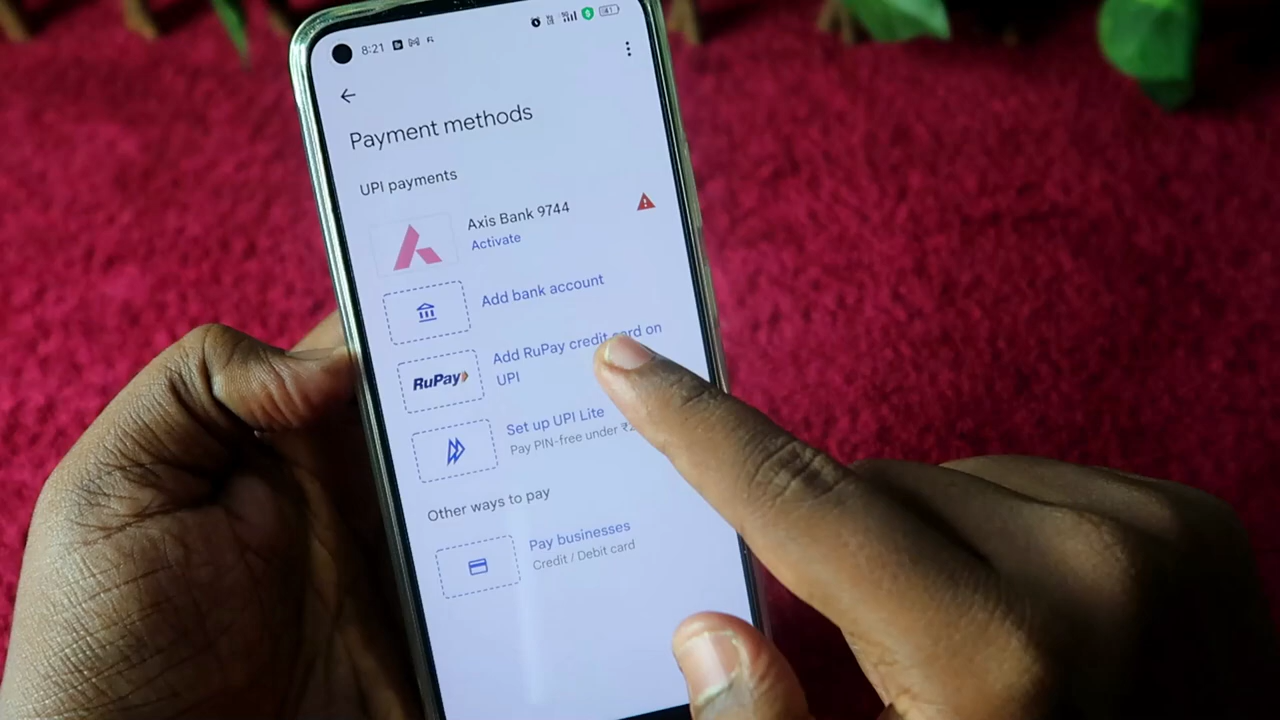 8:21
Payment methods
UPI payments
Axis Bank 9744
Activate
Add bank account
Add RuPay credit card on
UPI
RuPay
Set up UPI Lite
Pay PIN-free under ₹2
Other ways to pay
Pay businesses
Credit / Debit card